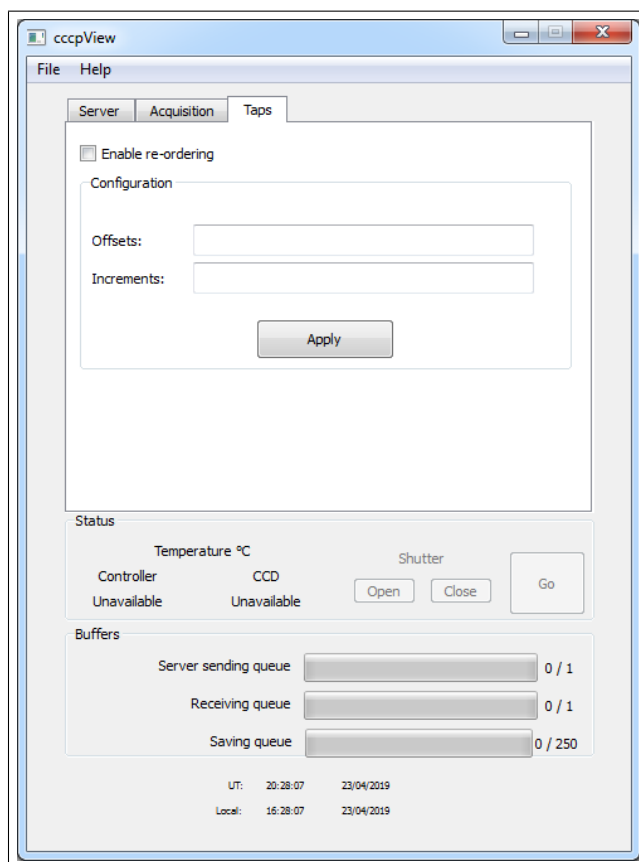 cccpView
File Help
Server Acquisition Taps
Enable re-ordering
Configuration
Offsets:
Increments:
Apply
Status
Temperature ºC
Shutter
Controller CCD
Open Close Go
Unavailable Unavailable
Buffers
Server sending queue 0 / 1
Receiving queue 0 / 1
Saving queue 0 / 250
UT: 20:28:07 23/04/2019
Local: 16:28:07 23/04/2019